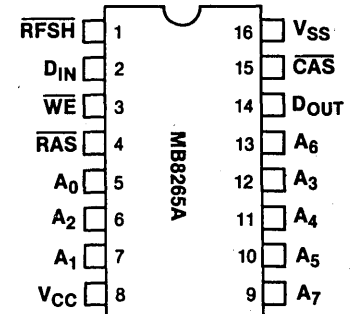 RFSH 1 16 VSS
DIN 2 15 CAS
WE 3 14 DOUT
RAS 4 13 A6
A0 5 12 A3
A2 6 11 A4
A1 7 10 A5
VCC 8 9 A7
MB8265A